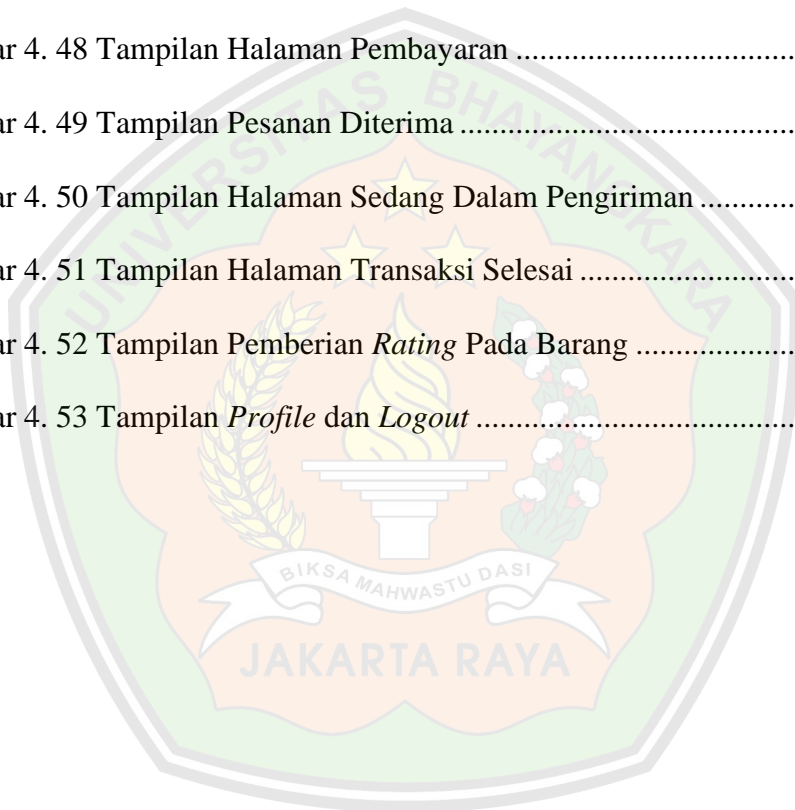 ar 4. 48 Tampilan Halaman Pembayaran ...................................
ar 4. 49 Tampilan Pesanan Diterima ..........................................
ar 4. 50 Tampilan Halaman Sedang Dalam Pengiriman ............
ar 4. 51 Tampilan Halaman Transaksi Selesai ...........................
ar 4. 52 Tampilan Pemberian Rating Pada Barang ....................
ar 4. 53 Tampilan Profile dan Logout ........................................
UNIVERSITAS BHAYANGKARA
BIKSA MAHWASTU DASI
JAKARTA RAYA